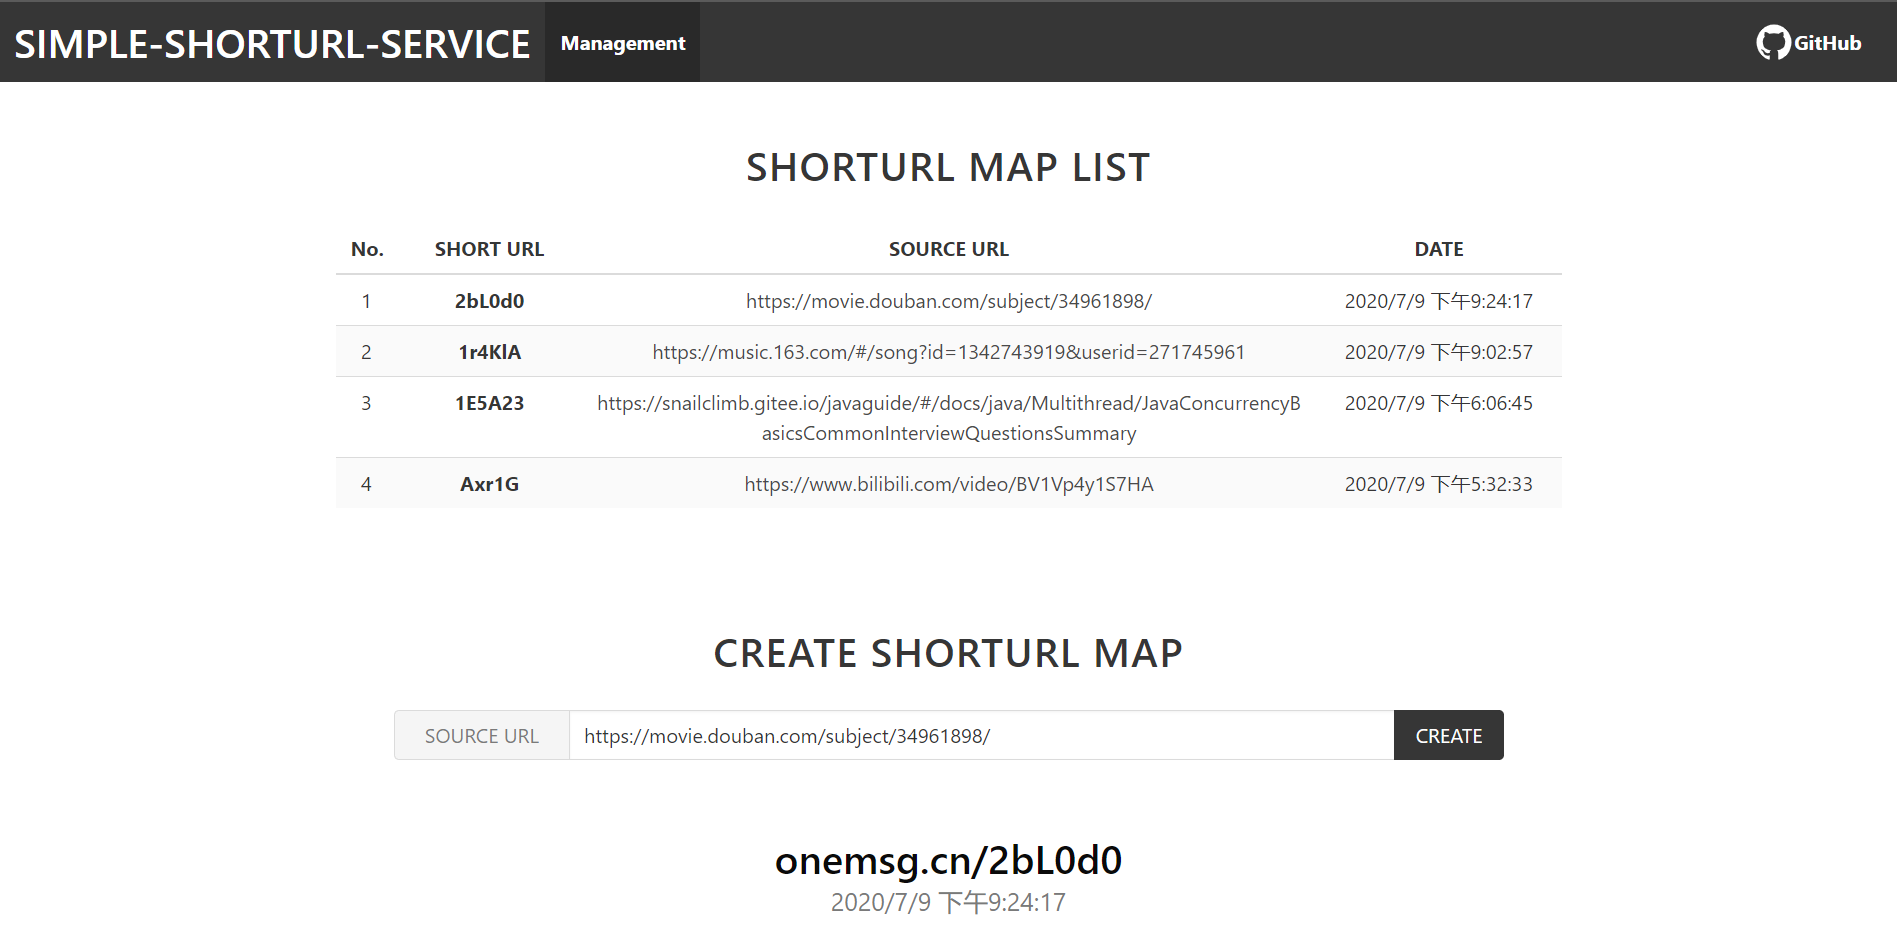 SIMPLE-SHORTURL-SERVICE Management GitHub
SHORTURL MAP LIST
No. SHORT URL SOURCE URL DATE
1 2bL0d0 https://movie.douban.com/subject/34961898/ 2020/7/9 下午9:24:17
2 1r4KlA https://music.163.com/#/song?id=1342743919&userid=271745961 2020/7/9 下午9:02:57
3 1E5A23 https://snailclimb.gitee.io/javaguide/#/docs/java/Multithread/JavaConcurrencyB 2020/7/9 下午6:06:45
asicsCommonInterviewQuestionsSummary
4 Axr1G https://www.bilibili.com/video/BV1Vp4y1S7HA 2020/7/9 下午5:32:33
CREATE SHORTURL MAP
SOURCE URL https://movie.douban.com/subject/34961898/ CREATE
onemsg.cn/2bL0d0
2020/7/9 下午9:24:17